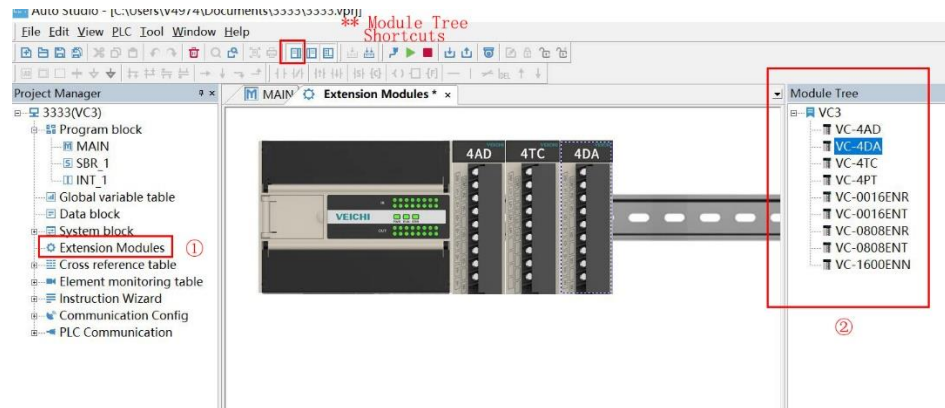 Auto Studio - [C:\Users\V4974\Documents\3333\3333.vprj]
** Module Tree
Shortcuts
File Edit View PLC Tool Window Help
Project Manager
MAIN
Extension Modules *
Module Tree
3333(VC3)
Program block
MAIN
SBR_1
INT_1
Global variable table
Data block
System block
Extension Modules
①
Cross reference table
Element monitoring table
Instruction Wizard
Communication Config
PLC Communication
4AD 4TC 4DA
VEICHI
IN
OUT
VC3
VC-4AD
VC-4DA
VC-4TC
VC-4PT
VC-0016ENR
VC-0016ENT
VC-0808ENR
VC-0808ENT
VC-1600ENN
②